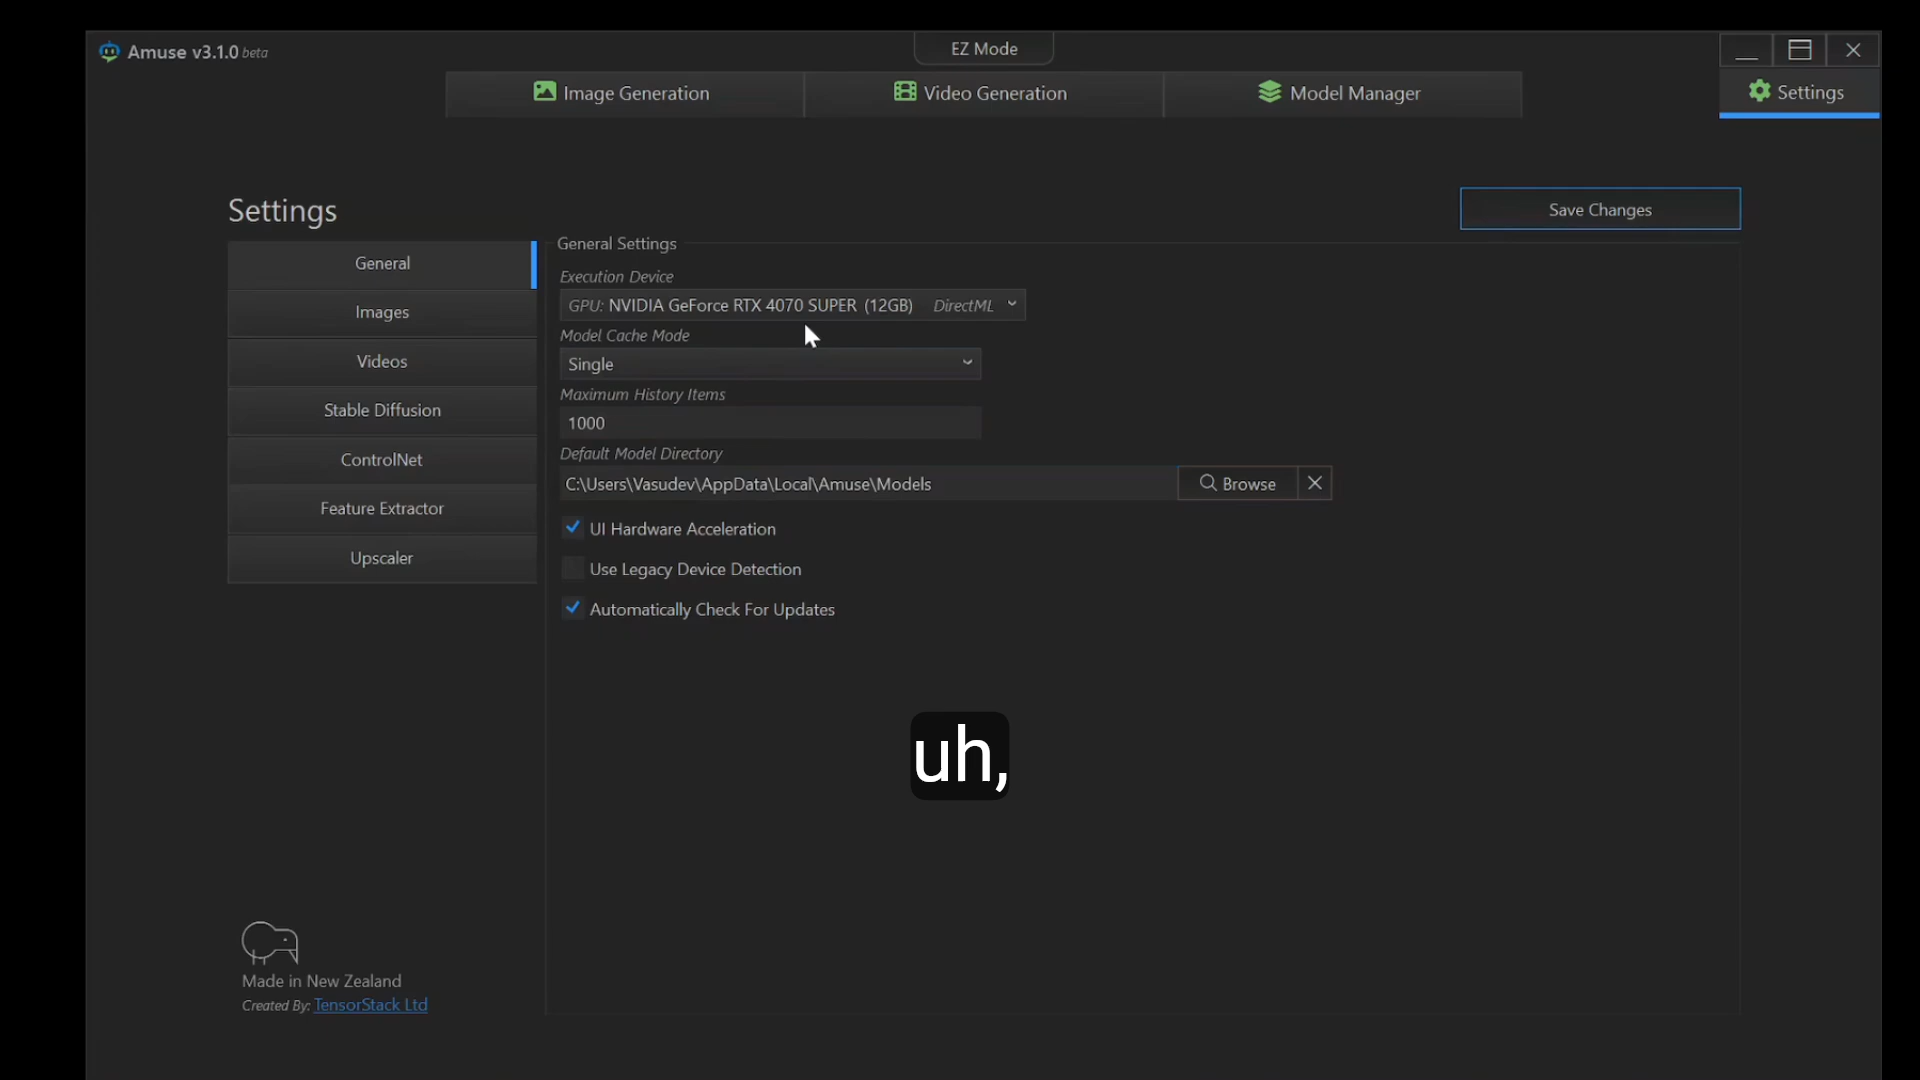 Amuse v3.1.0 beta
EZ Mode
Image Generation
Video Generation
Model Manager
Settings
Settings
Save Changes
General
Images
Videos
Stable Diffusion
ControlNet
Feature Extractor
Upscaler
General Settings
Execution Device
GPU: NVIDIA GeForce RTX 4070 SUPER (12GB) DirectML
Model Cache Mode
Single
Maximum History Items
1000
Default Model Directory
C:\Users\Vasudev\AppData\Local\Amuse\Models
Browse
UI Hardware Acceleration
Use Legacy Device Detection
Automatically Check For Updates
uh,
Made in New Zealand
Created By: TensorStack Ltd